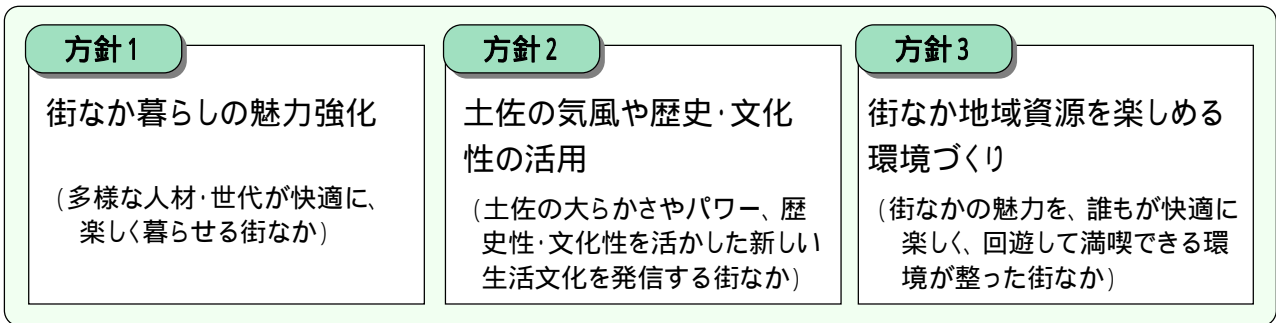 方針1
街なか暮らしの魅力強化
(多様な人材・世代が快適に、
楽しく暮らせる街なか)
方針2
土佐の気風や歴史・文化
性の活用
(土佐の大らかさやパワー、歴
史性・文化性を活かした新しい
生活文化を発信する街なか)
方針3
街なか地域資源を楽しめる
環境づくり
(街なかの魅力を、誰もが快適に
楽しく、回遊して満喫できる環
境が整った街なか)